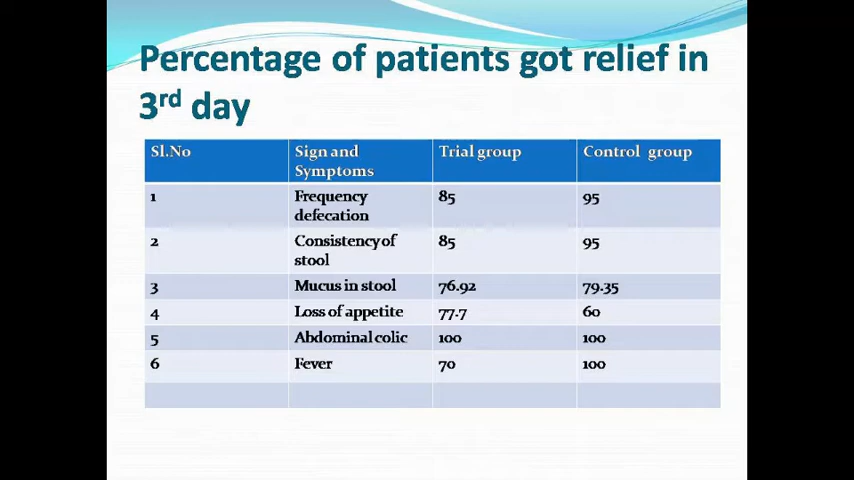 Percentage of patients got relief in
3rd day
Sl.No Sign and Symptoms Trial group Control group
1 Frequency defecation 85 95
2 Consistency of stool 85 95
3 Mucus in stool 76.92 79.35
4 Loss of appetite 77.7 60
5 Abdominal colic 100 100
6 Fever 70 100